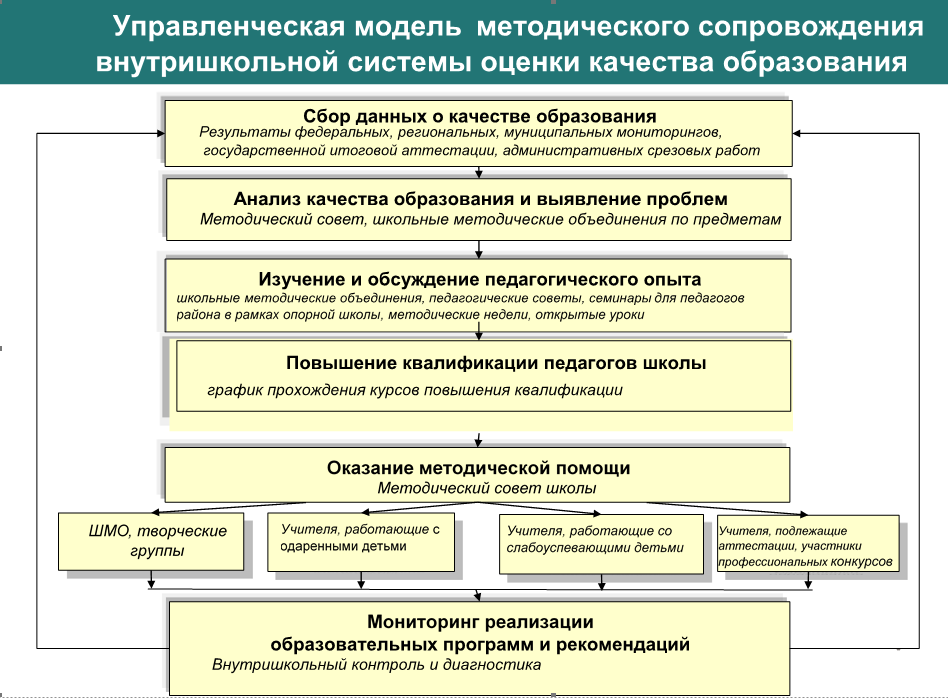 Управленческая модель методического сопровождения
внутришкольной системы оценки качества образования
Сбор данных о качестве образования
Результаты федеральных, региональных, муниципальных мониторингов,
государственной итоговой аттестации, административных срезовых работ
Анализ качества образования и выявление проблем
Методический совет, школьные методические объединения по предметам
Изучение и обсуждение педагогического опыта
школьные методические объединения, педагогические советы, семинары для педагогов
района в рамках опорной школы, методические недели, открытые уроки
Повышение квалификации педагогов школы
график прохождения курсов повышения квалификации
Оказание методической помощи
Методический совет школы
ШМО, творческие
группы
Учителя, работающие с
одаренными детьми
Учителя, работающие со
слабоуспевающими детьми
Учителя, подлежащие
аттестации, участники
профессиональных конкурсов
Мониторинг реализации
образовательных программ и рекомендаций
Внутришкольный контроль и диагностика